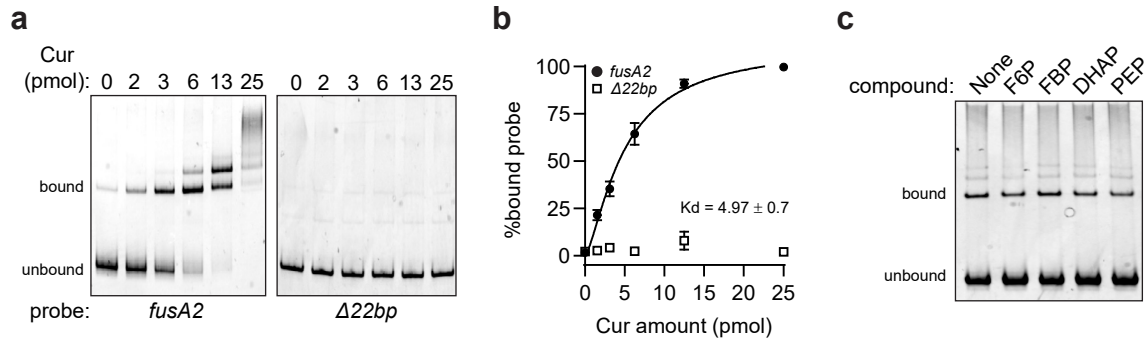 a
Cur
(pmol): 0 2 3 6 13 25 0 2 3 6 13 25
bound
unbound
probe: fusA2 Δ22bp
b
%bound probe
100
75
50
25
0
fusA2
Δ22bp
Kd = 4.97 ± 0.7
0 5 10 15 20 25
Cur amount (pmol)
c
compound: None F6P FBP DHAP PEP
bound
unbound